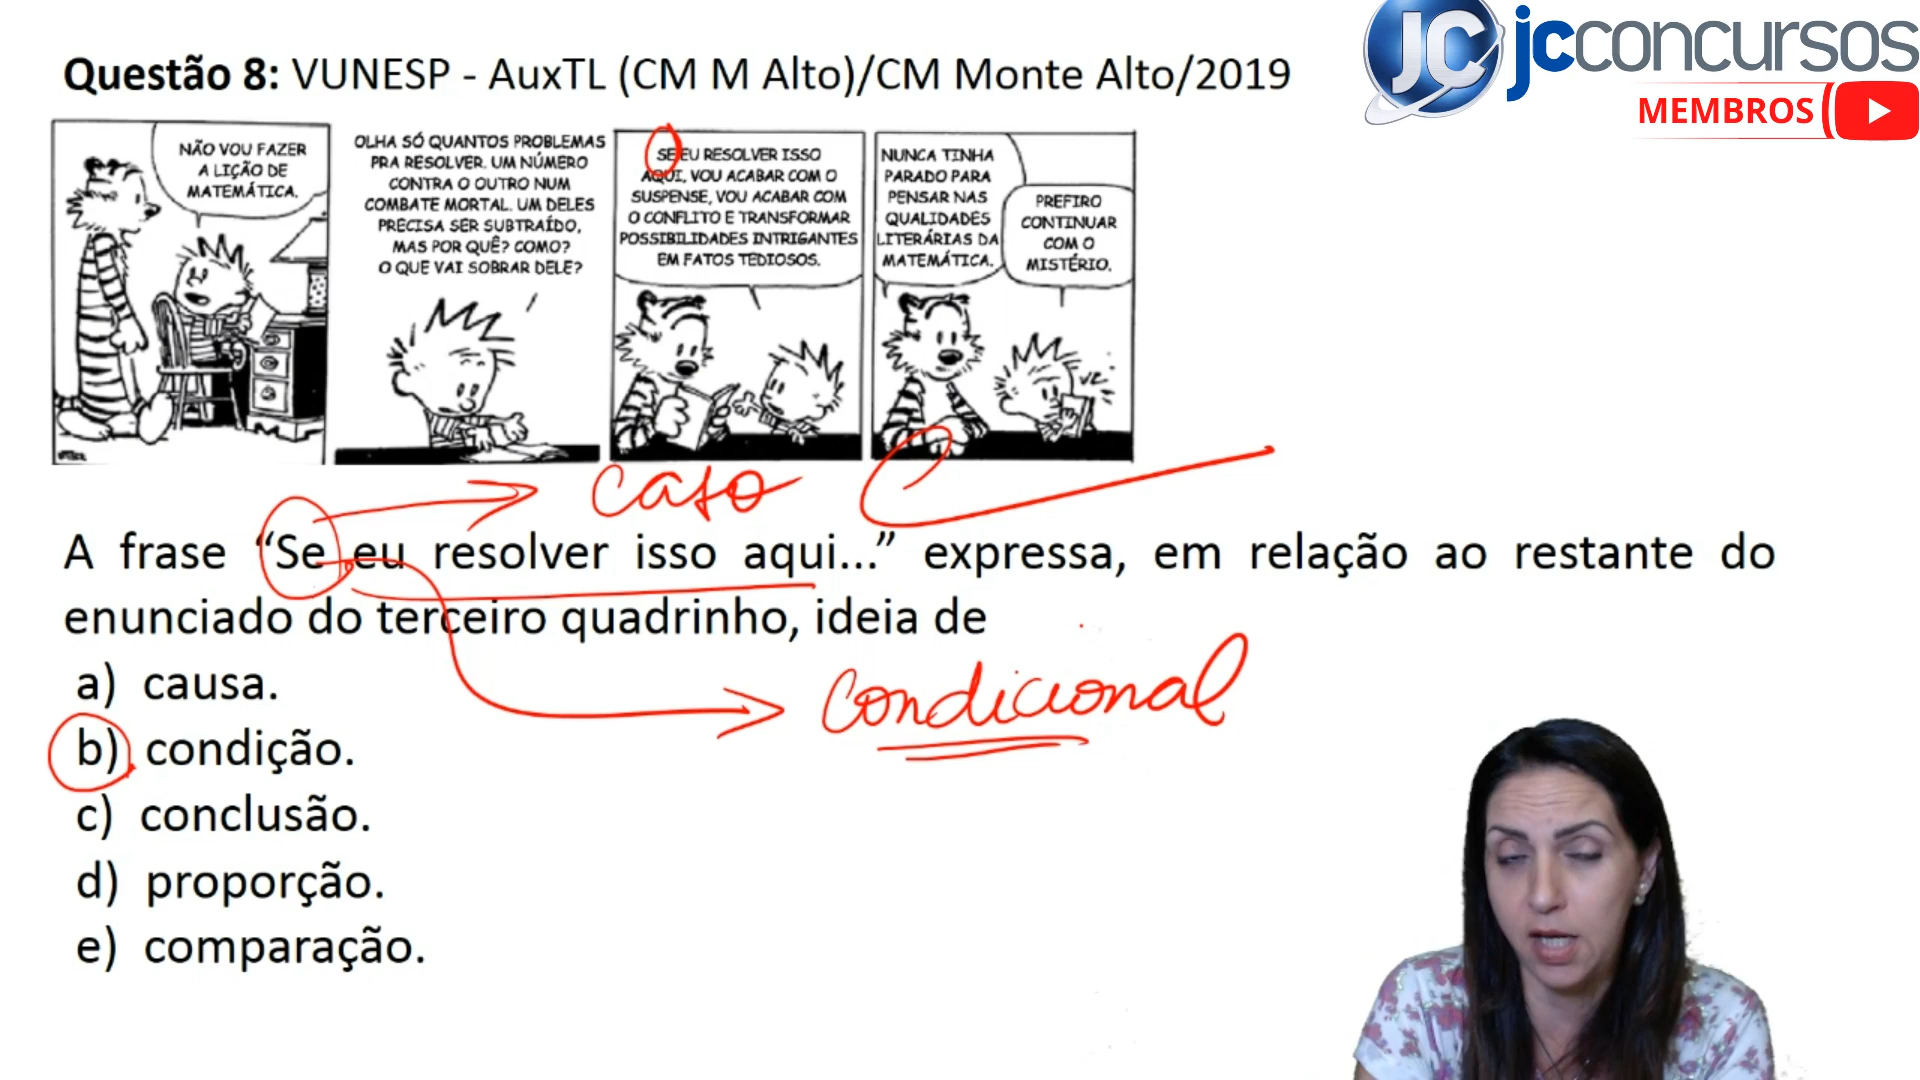 JC jcconcursos
MEMBROS
Questão 8: VUNESP - AuxTL (CM M Alto)/CM Monte Alto/2019
NÃO VOU FAZER
A LIÇÃO DE
MATEMÁTICA.
OLHA SÓ QUANTOS PROBLEMAS
PRA RESOLVER. UM NÚMERO
CONTRA O OUTRO NUM
COMBATE MORTAL. UM DELES
PRECISA SER SUBTRAÍDO,
MAS POR QUÊ? COMO?
O QUE VAI SOBRAR DELE?
SE EU RESOLVER ISSO
AQUI, VOU ACABAR COM O
SUSPENSE, VOU ACABAR COM
O CONFLITO E TRANSFORMAR
POSSIBILIDADES INTRIGANTES
EM FATOS TEDIOSOS.
NUNCA TINHA
PARADO PARA
PENSAR NAS
QUALIDADES
LITERÁRIAS DA
MATEMÁTICA.
PREFIRO
CONTINUAR
COM O
MISTÉRIO.
caso
A frase “Se eu resolver isso aqui...” expressa, em relação ao restante do
enunciado do terceiro quadrinho, ideia de
a) causa.
condicional
b) condição.
c) conclusão.
d) proporção.
e) comparação.